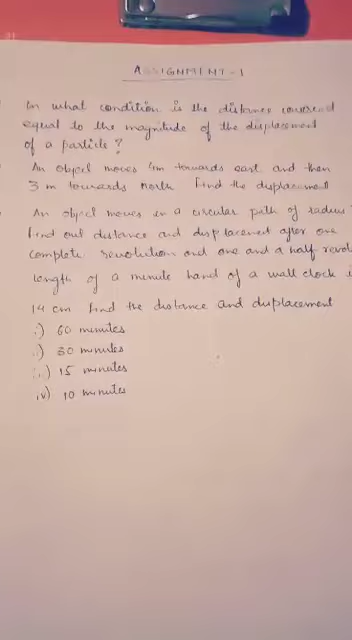 ASSIGNMENT-1
In what condition is the distance covered
equal to the magnitude of the displacement
of a particle?
An object moves 4m towards east and then
3 m towards north. Find the displacement
An object moves in a circular path of radius
Find out distance and displacement after one
complete revolution and one and a half
length of a minute hand of a wall clock
14 cm find the distance and displacement
i) 60 minutes
ii) 30 minutes
iii) 15 minutes
iv) 10 minutes